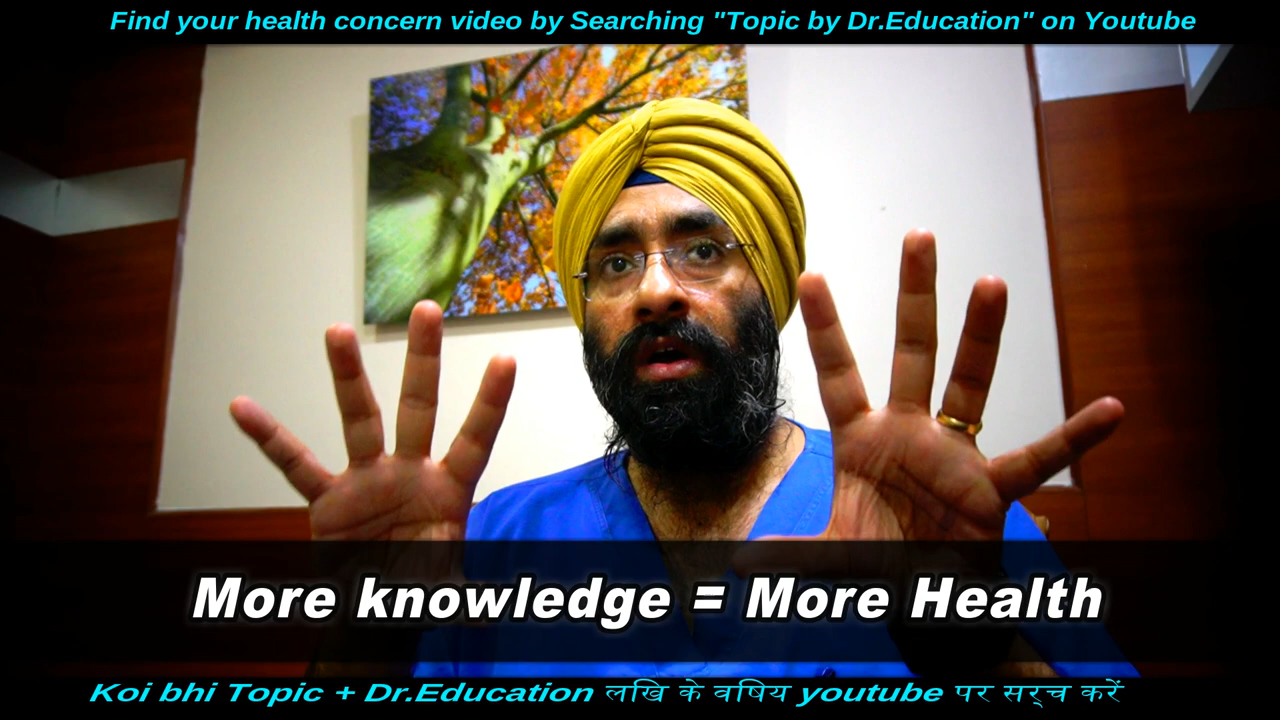 Find your health concern video by Searching "Topic by Dr.Education" on Youtube
More knowledge = More Health
Koi bhi Topic + Dr.Education लखि के वषिय youtube पर सर्च करें